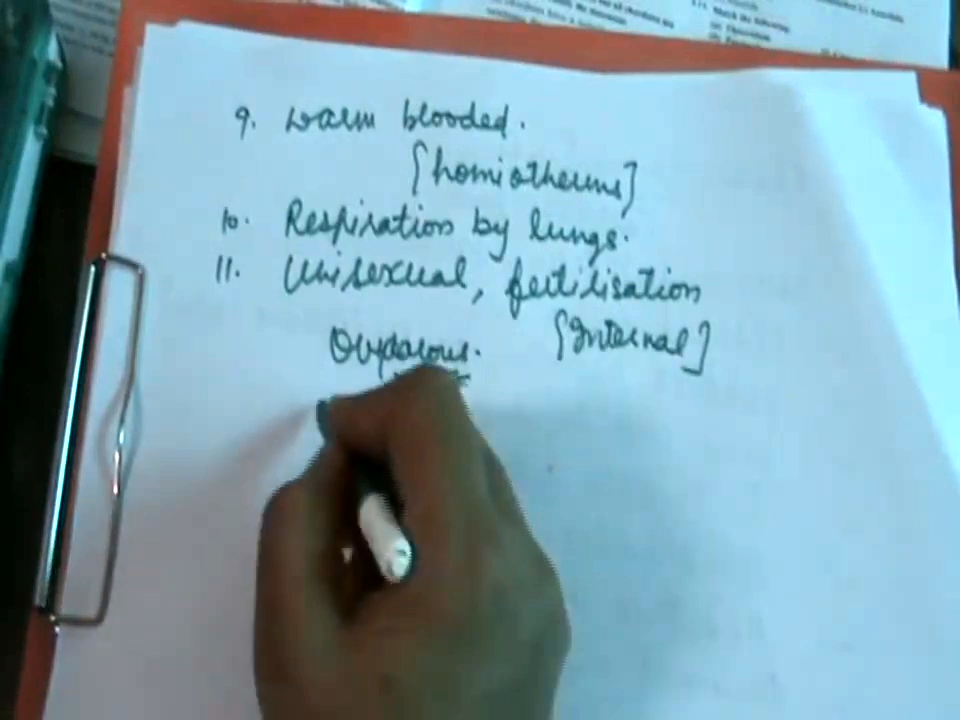 9. warm blooded.
[homiotherms]
10. Respiration by lungs.
11. Unisexual, fertilisation
[Internal]
Oviparous.